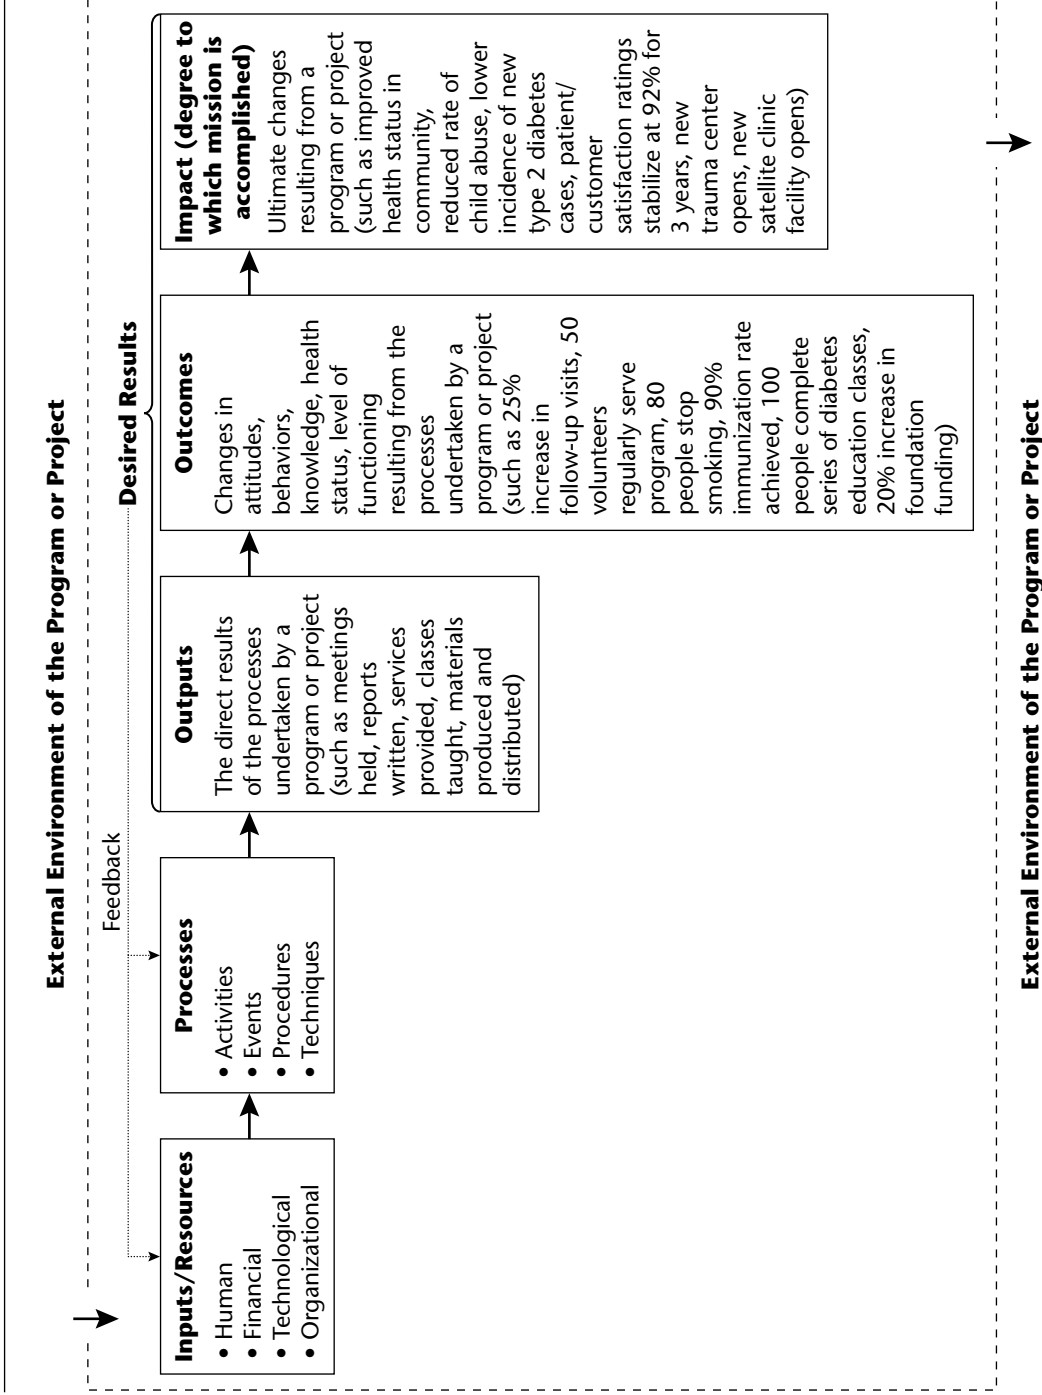 External Environment of the Program or Project
Desired Results
Feedback
Inputs/Resources
• Human
• Financial
• Technological
• Organizational
Processes
• Activities
• Events
• Procedures
• Techniques
Outputs
The direct results
of the processes
undertaken by a
program or project
(such as meetings
held, reports
written, services
provided, classes
taught, materials
produced and
distributed)
Outcomes
Changes in
attitudes,
behaviors,
knowledge, health
status, level of
functioning
resulting from the
processes
undertaken by a
program or project
(such as 25%
increase in
follow-up visits, 50
volunteers
regularly serve
program, 80
people stop
smoking, 90%
immunization rate
achieved, 100
people complete
series of diabetes
education classes,
20% increase in
foundation
funding)
Impact (degree to
which mission is
accomplished)
Ultimate changes
resulting from a
program or project
(such as improved
health status in
community,
reduced rate of
child abuse, lower
incidence of new
type 2 diabetes
cases, patient/
customer
satisfaction ratings
stabilize at 92% for
3 years, new
trauma center
opens, new
satellite clinic
facility opens)
External Environment of the Program or Project